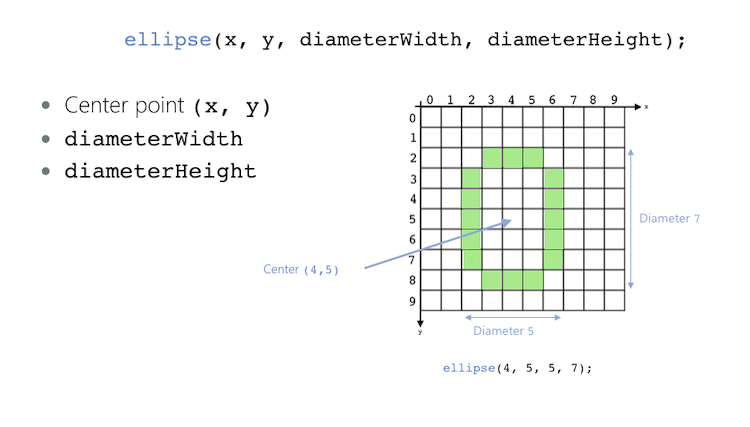 ellipse(x, y, diameterWidth, diameterHeight);
• Center point (x, y)
• diameterWidth
• diameterHeight
0 1 2 3 4 5 6 7 8 9
x
0
1
2
3
4
5
6
7
8
9
y
Diameter 7
Center (4,5)
Diameter 5
ellipse(4, 5, 5, 7);